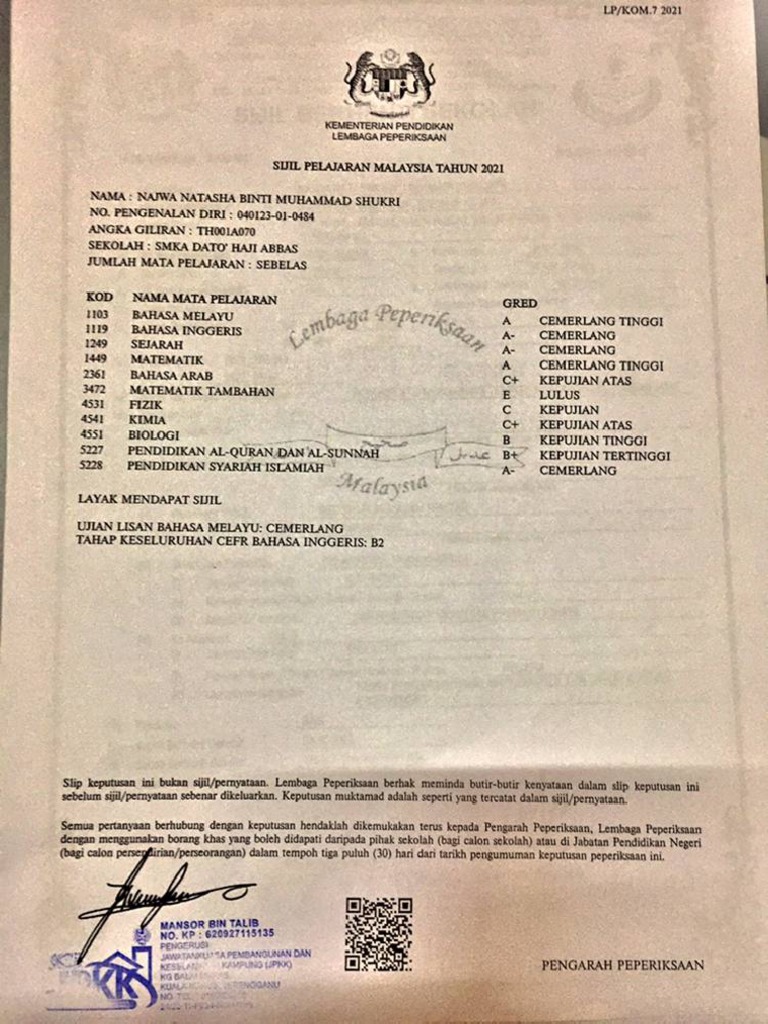 LP/KOM.7 2021
KEMENTERIAN PENDIDIKAN
LEMBAGA PEPERIKSAAN
SIJIL PELAJARAN MALAYSIA TAHUN 2021
NAMA : NAJWA NATASHA BINTI MUHAMMAD SHUKRI
NO. PENGENALAN DIRI : 040123-01-0484
ANGKA GILIRAN : TH001A070
SEKOLAH : SMKA DATO' HAJI ABBAS
JUMLAH MATA PELAJARAN : SEBELAS
KOD NAMA MATA PELAJARAN GRED
1103 BAHASA MELAYU A CEMERLANG TINGGI
1119 BAHASA INGGERIS A- CEMERLANG
1249 SEJARAH A- CEMERLANG
1449 MATEMATIK A CEMERLANG TINGGI
2361 BAHASA ARAB C+ KEPUJIAN ATAS
3472 MATEMATIK TAMBAHAN E LULUS
4531 FIZIK C KEPUJIAN
4541 KIMIA C+ KEPUJIAN ATAS
4551 BIOLOGI B KEPUJIAN TINGGI
5227 PENDIDIKAN AL-QURAN DAN AL-SUNNAH B+ KEPUJIAN TERTINGGI
5228 PENDIDIKAN SYARIAH ISLAMIAH A- CEMERLANG
Lembaga Peperiksaan
Malaysia
LAYAK MENDAPAT SIJIL
UJIAN LISAN BAHASA MELAYU: CEMERLANG
TAHAP KESELURUHAN CEFR BAHASA INGGERIS: B2
Slip keputusan ini bukan sijil/pernyataan. Lembaga Peperiksaan berhak meminda butir-butir kenyataan dalam slip keputusan ini
sebelum sijil/pernyataan sebenar dikeluarkan. Keputusan muktamad adalah seperti yang tercatat dalam sijil/pernyataan.
Semua pertanyaan berhubung dengan keputusan hendaklah dikemukakan terus kepada Pengarah Peperiksaan, Lembaga Peperiksaan
dengan menggunakan borang khas yang boleh didapati daripada pihak sekolah (bagi calon sekolah) atau di Jabatan Pendidikan Negeri
(bagi calon persendirian/perseorangan) dalam tempoh tiga puluh (30) hari dari tarikh pengumuman keputusan peperiksaan ini.
MANSOR BIN TALIB
NO. KP : 620927115135
PENGERUSI
PEMBANGUNAN DAN
KAMPUNG (JPKK)
KG
NO TEL
PENGARAH PEPERIKSAAN